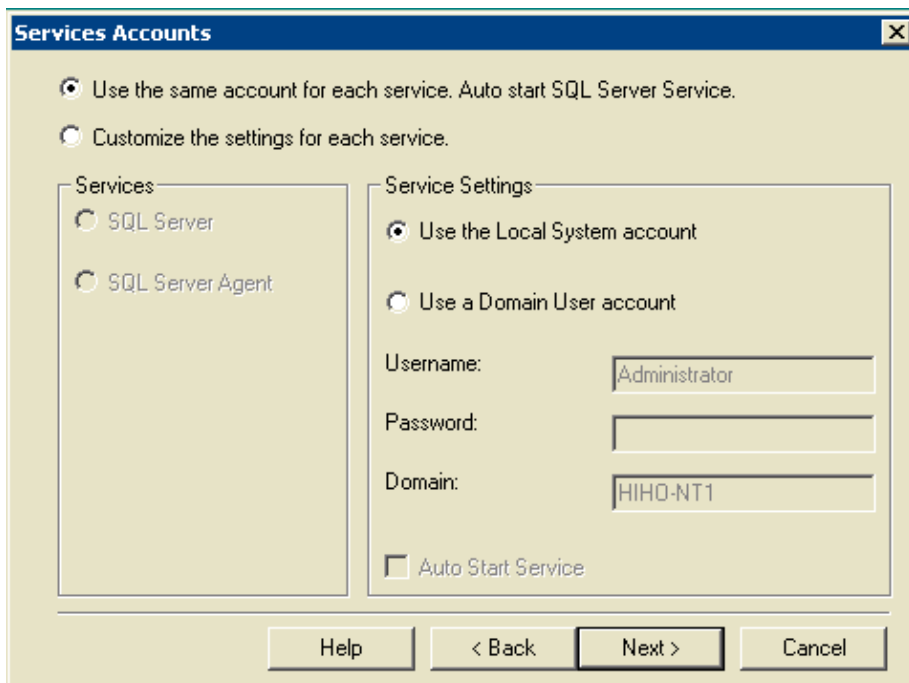 Services Accounts
Use the same account for each service. Auto start SQL Server Service.
Customize the settings for each service.
Services
SQL Server
SQL Server Agent
Service Settings
Use the Local System account
Use a Domain User account
Username:
Administrator
Password:
Domain:
HIHO-NT1
Auto Start Service
Help
< Back
Next >
Cancel